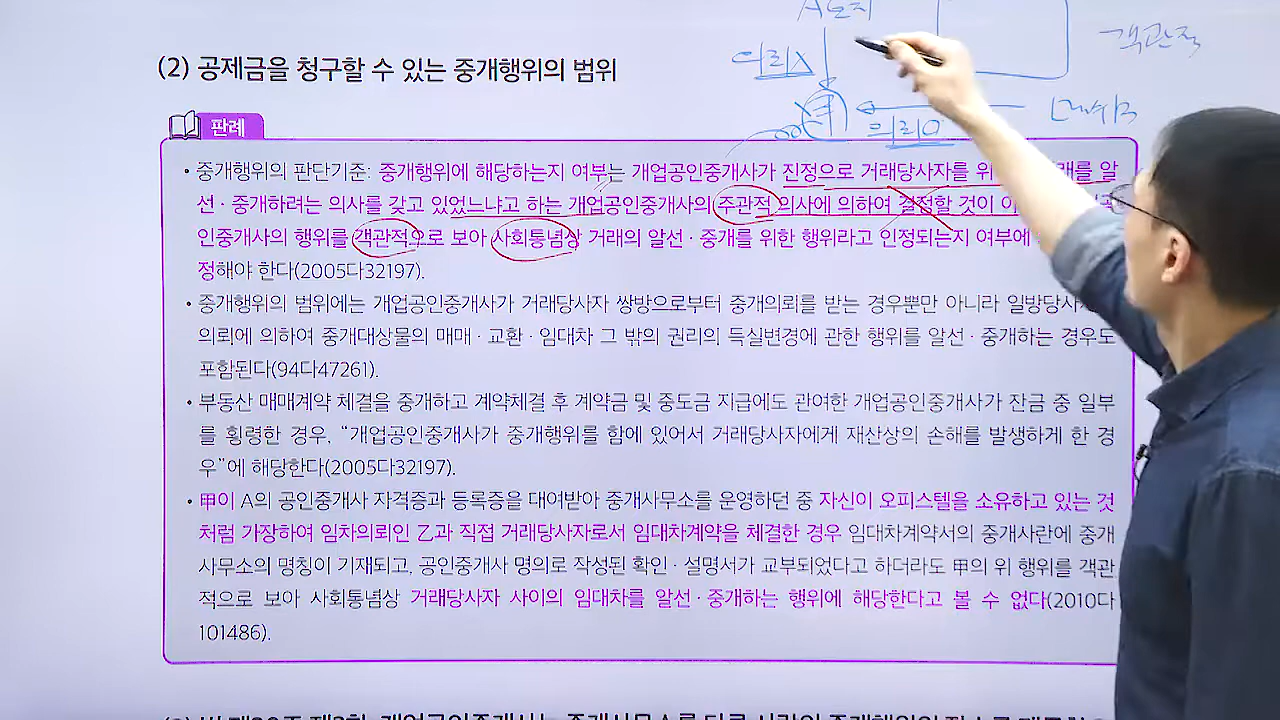 (2) 공제금을 청구할 수 있는 중개행위의 범위
의뢰X
객관적
의뢰O
판례
• 중개행위의 판단기준: 중개행위에 해당하는지 여부는 개업공인중개사가 진정으로 거래당사자를 위 래를 알
선·중개하려는 의사를 갖고 있었느냐고 하는 개업공인중개사의 주관적 의사에 의하여 결정할 것이
인중개사의 행위를 객관적으로 보아 사회통념상 거래의 알선·중개를 위한 행위라고 인정되는지 여부에
정해야 한다(2005다32197).
• 중개행위의 범위에는 개업공인중개사가 거래당사자 쌍방으로부터 중개의뢰를 받는 경우뿐만 아니라 일방당사
의뢰에 의하여 중개대상물의 매매·교환·임대차 그 밖의 권리의 득실변경에 관한 행위를 알선·중개하는 경우도
포함된다(94다47261).
• 부동산 매매계약 체결을 중개하고 계약체결 후 계약금 및 중도금 지급에도 관여한 개업공인중개사가 잔금 중 일부
를 횡령한 경우, “개업공인중개사가 중개행위를 함에 있어서 거래당사자에게 재산상의 손해를 발생하게 한 경
우”에 해당한다(2005다32197).
• 甲이 A의 공인중개사 자격증과 등록증을 대여받아 중개사무소를 운영하던 중 자신이 오피스텔을 소유하고 있는 것
처럼 가장하여 임차의뢰인 乙과 직접 거래당사자로서 임대차계약을 체결한 경우 임대차계약서의 중개사란에 중개
사무소의 명칭이 기재되고, 공인중개사 명의로 작성된 확인·설명서가 교부되었다고 하더라도 甲의 위 행위를 객관
적으로 보아 사회통념상 거래당사자 사이의 임대차를 알선·중개하는 행위에 해당한다고 볼 수 없다(2010다
101486).